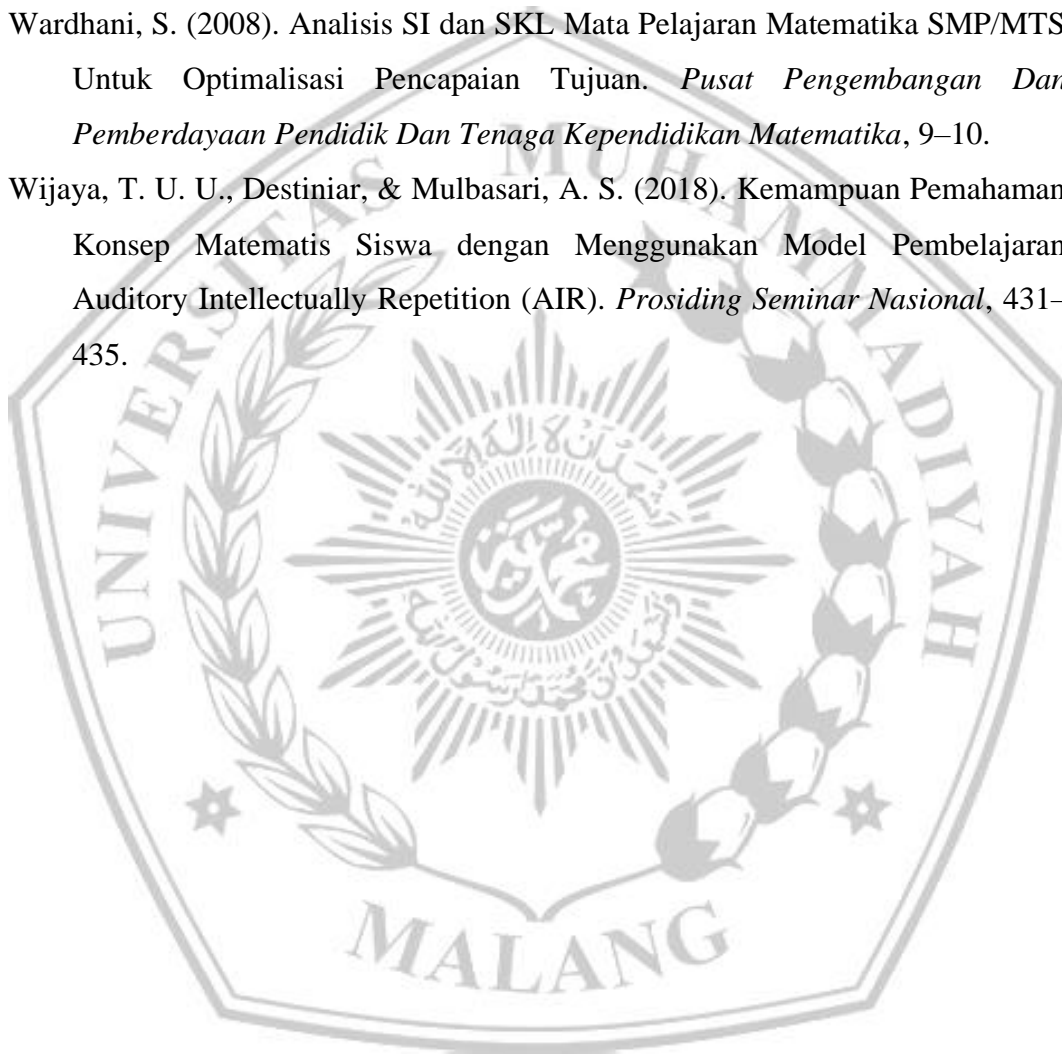 Wardhani, S. (2008). Analisis SI dan SKL Mata Pelajaran Matematika SMP/MTS
Untuk Optimalisasi Pencapaian Tujuan. Pusat Pengembangan Dan
Pemberdayaan Pendidik Dan Tenaga Kependidikan Matematika, 9–10.
Wijaya, T. U. U., Destiniar, & Mulbasari, A. S. (2018). Kemampuan Pemahaman
Konsep Matematis Siswa dengan Menggunakan Model Pembelajaran
Auditory Intellectually Repetition (AIR). Prosiding Seminar Nasional, 431–
435.
UNIVERSITAS MUHAMMADIYAH
MALANG